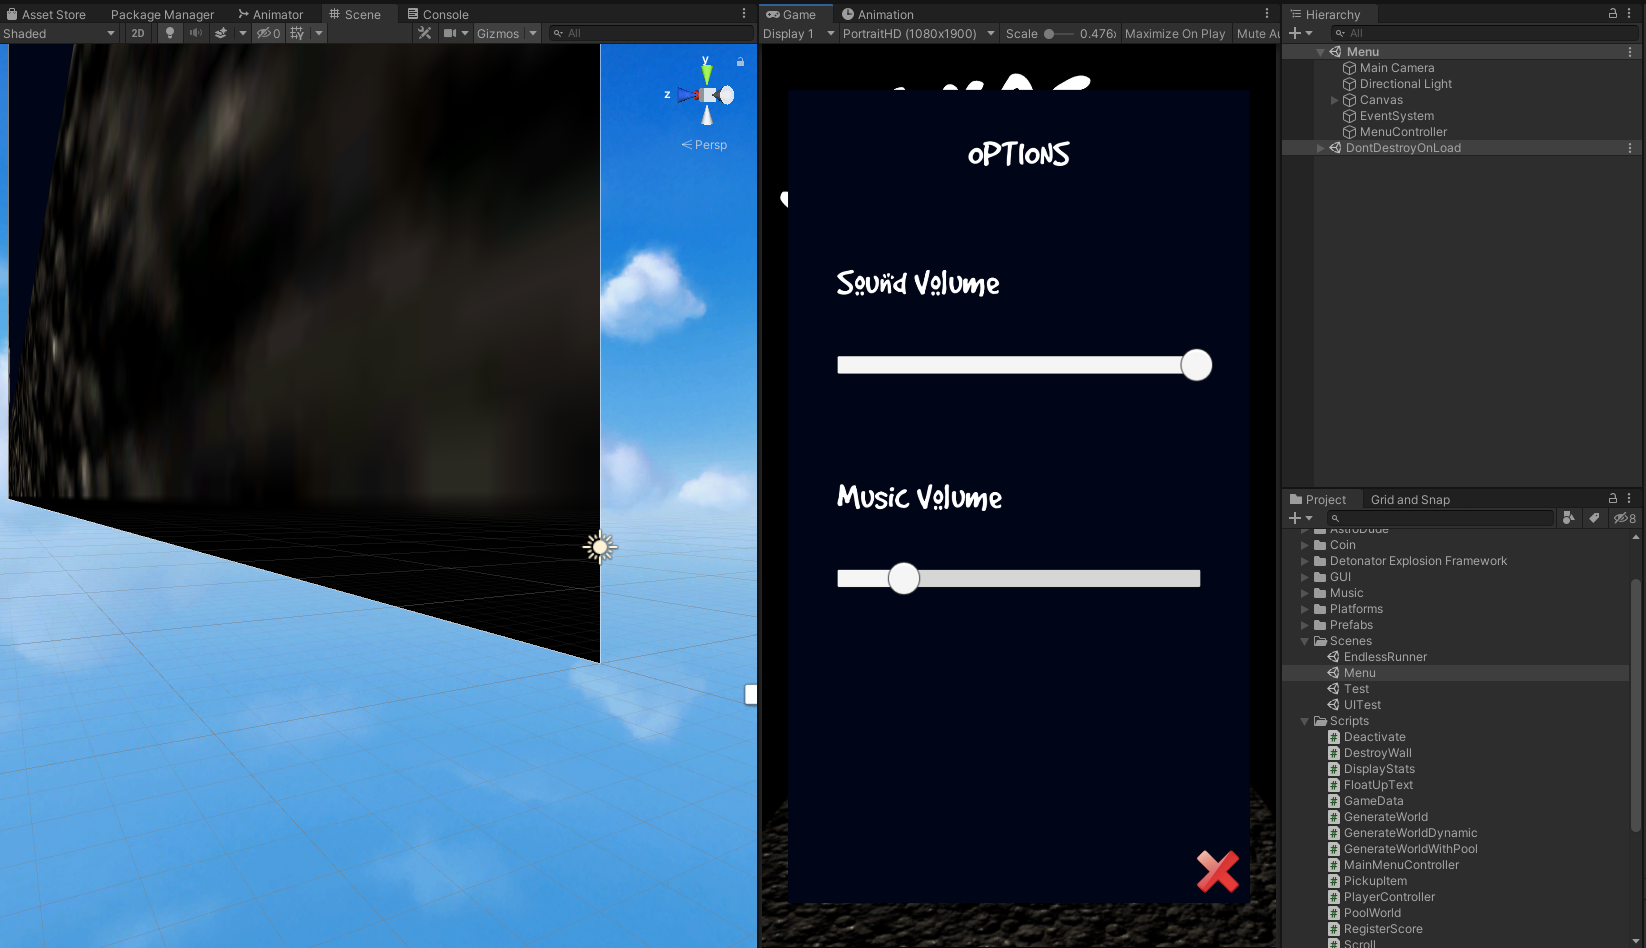 Asset Store Package Manager Animator Scene Console
Shaded 2D 0 Gizmos All
y
z
Persp
Game Animation
Display 1 PortraitHD (1080x1900) Scale 0.476x Maximize On Play Mute Au
OPTIONS
Sound Volume
Music Volume
Hierarchy
All
Menu
Main Camera
Directional Light
Canvas
EventSystem
MenuController
DontDestroyOnLoad
Project Grid and Snap
8
AstroDude
Coin
Detonator Explosion Framework
GUI
Music
Platforms
Prefabs
Scenes
EndlessRunner
Menu
Test
UITest
Scripts
Deactivate
DestroyWall
DisplayStats
FloatUpText
GameData
GenerateWorld
GenerateWorldDynamic
GenerateWorldWithPool
MainMenuController
PickupItem
PlayerController
PoolWorld
RegisterScore
Scroll